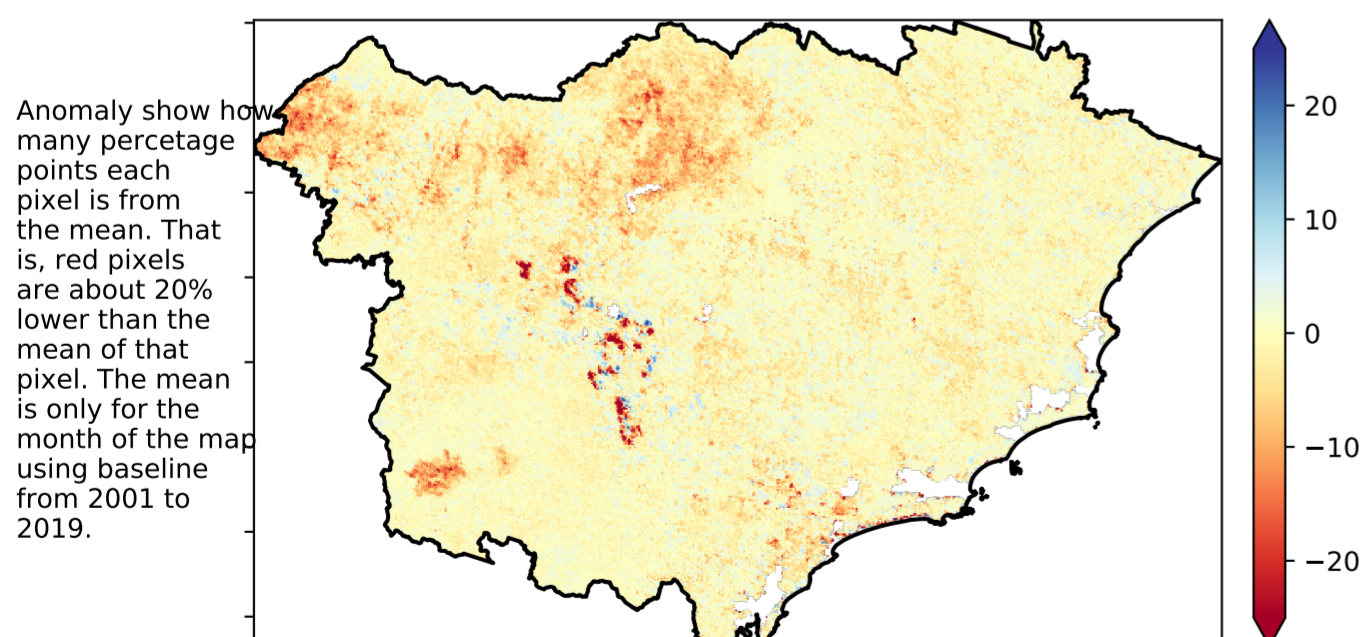 Anomaly show how
many percetage
points each
pixel is from
the mean. That
is, red pixels
are about 20%
lower than the
mean of that
pixel. The mean
is only for the
month of the map
using baseline
from 2001 to
2019.
20
10
0
−10
−20